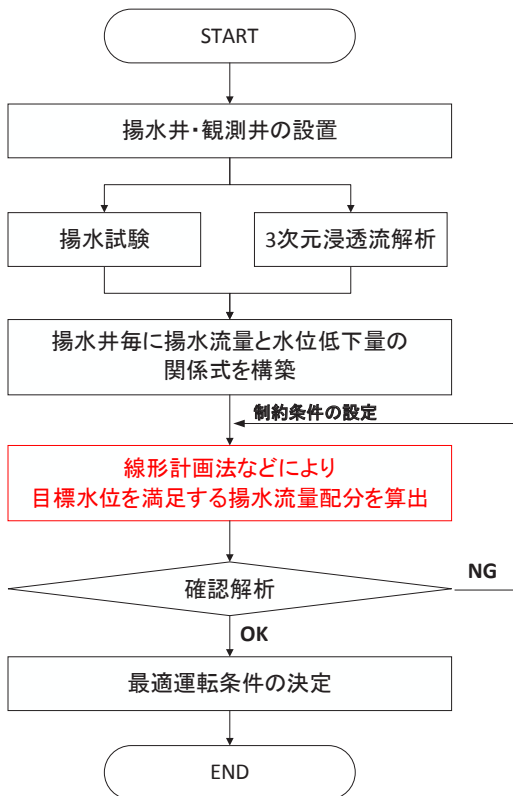 START
揚水井・観測井の設置
揚水試験
3次元浸透流解析
揚水井毎に揚水流量と水位低下量の
関係式を構築
制約条件の設定
線形計画法などにより
目標水位を満足する揚水流量配分を算出
確認解析
NG
OK
最適運転条件の決定
END